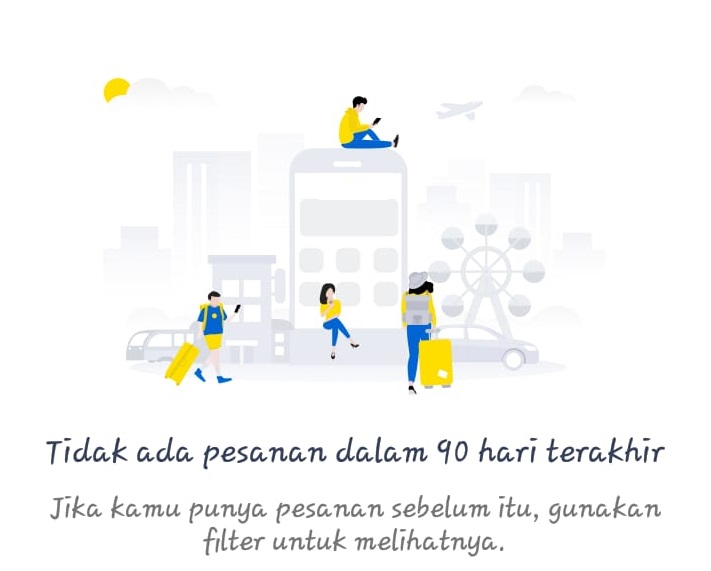 Tidak ada pesanan dalam 90 hari terakhir
Jika kamu punya pesanan sebelum itu, gunakan
filter untuk melihatnya.